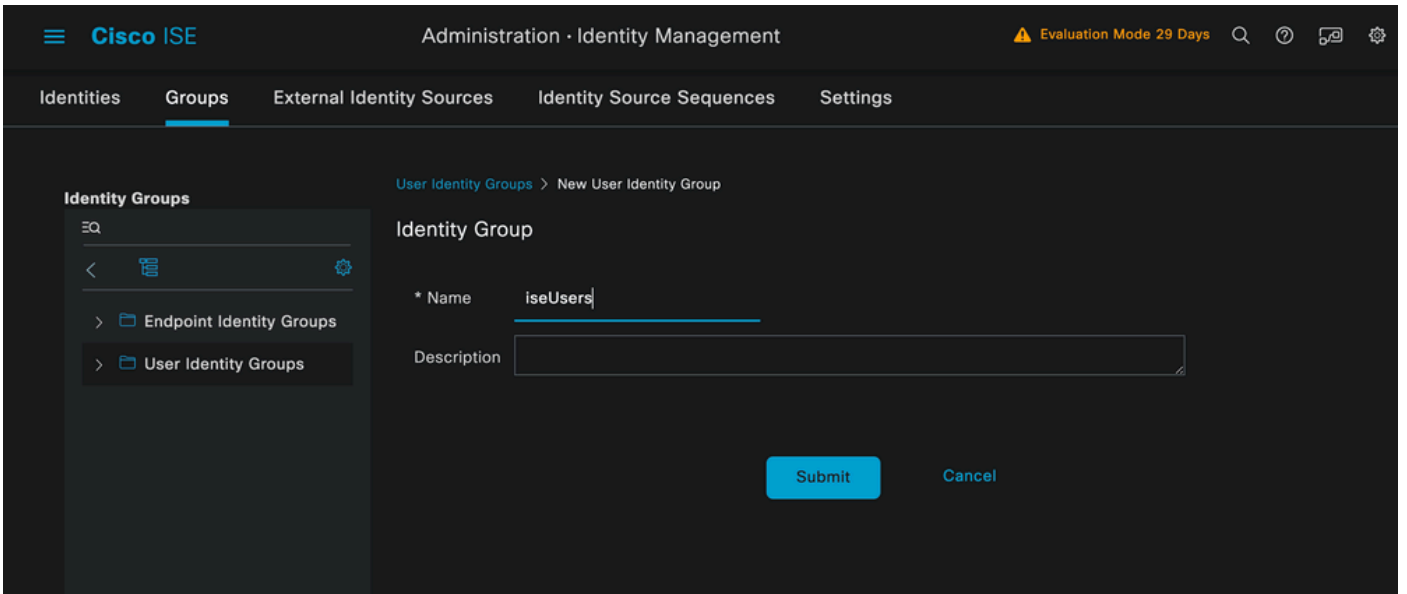 Cisco ISE Administration · Identity Management Evaluation Mode 29 Days
Identities Groups External Identity Sources Identity Source Sequences Settings
Identity Groups
Endpoint Identity Groups
User Identity Groups
User Identity Groups > New User Identity Group
Identity Group
* Name iseUsers
Description
Submit Cancel